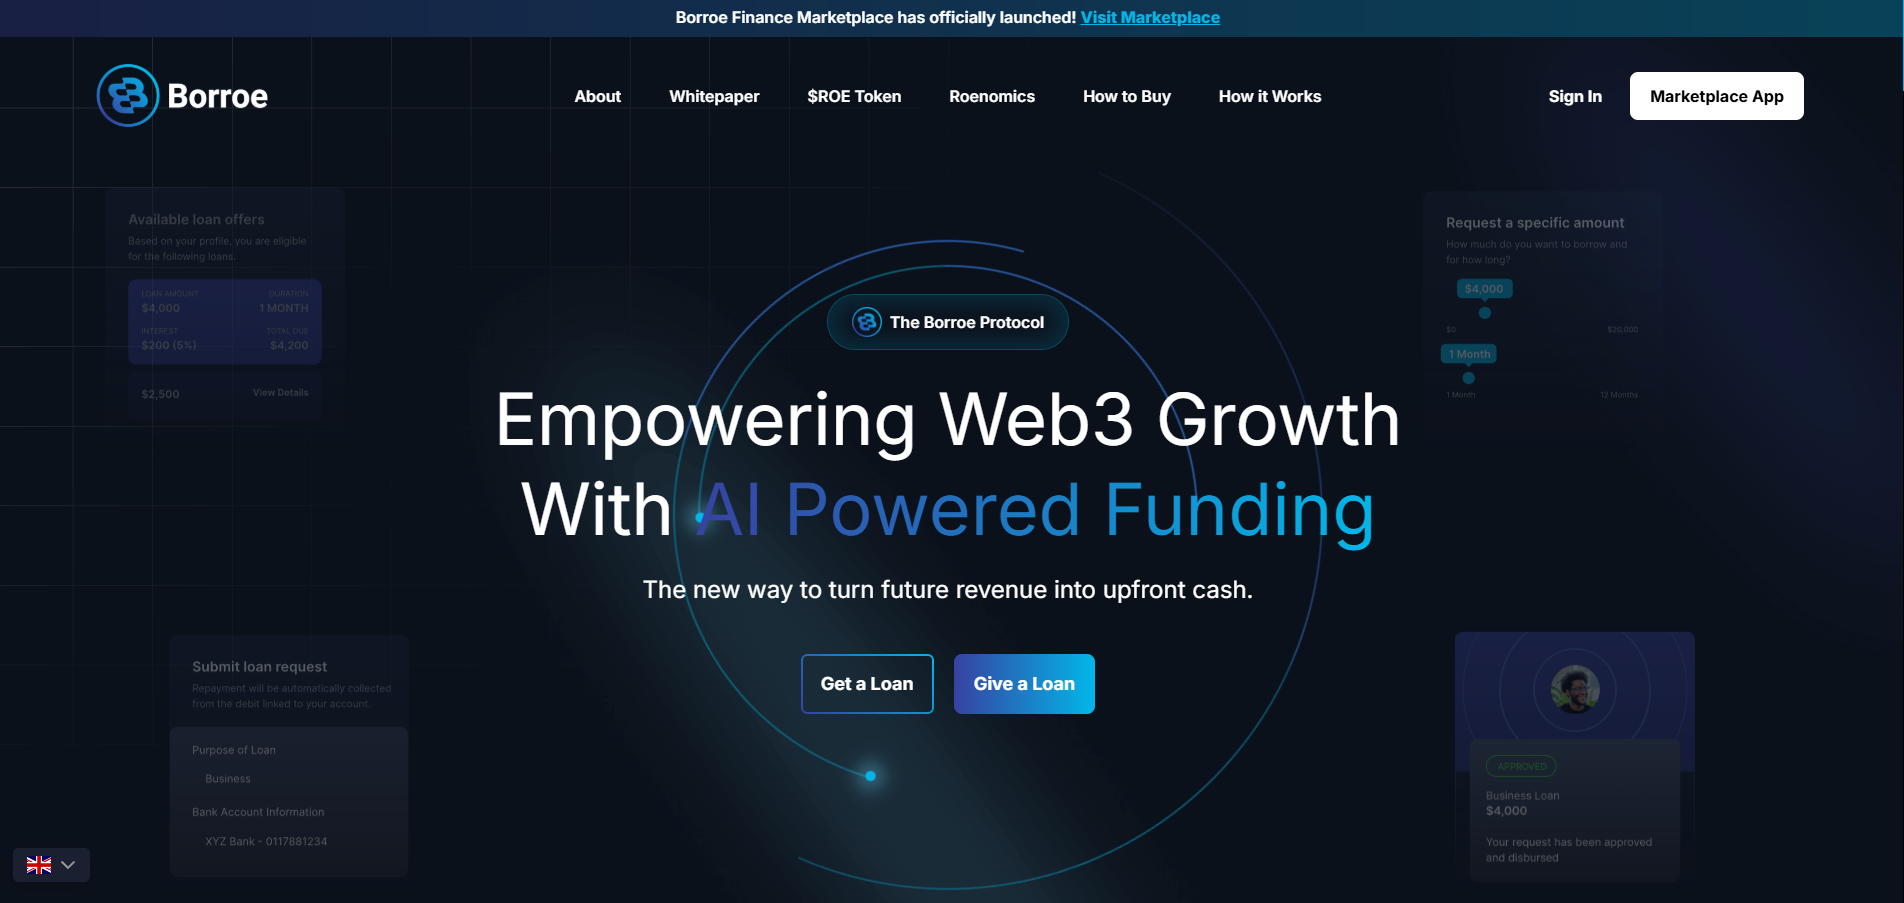 Borroe Finance Marketplace has officially launched! Visit Marketplace
Borroe
About
Whitepaper
$ROE Token
Roenomics
How to Buy
How it Works
Sign In
Marketplace App
Available loan offers
Based on your profile, you are eligible
for the following loans.
LOAN AMOUNT
DURATION
$4,000
1 MONTH
INTEREST
TOTAL DUE
$200 (5%)
$4,200
$2,500
View Details
Request a specific amount
How much do you want to borrow and
for how long?
$4,000
$0
$20,000
1 Month
1 Month
12 Months
The Borroe Protocol
Empowering Web3 Growth
With AI Powered Funding
The new way to turn future revenue into upfront cash.
Get a Loan
Give a Loan
Submit loan request
Repayment will be automatically collected
from the debit linked to your account.
Purpose of Loan
Business
Bank Account Information
XYZ Bank - 0117881234
APPROVED
Business Loan
$4,000
Your request has been approved
and disbursed